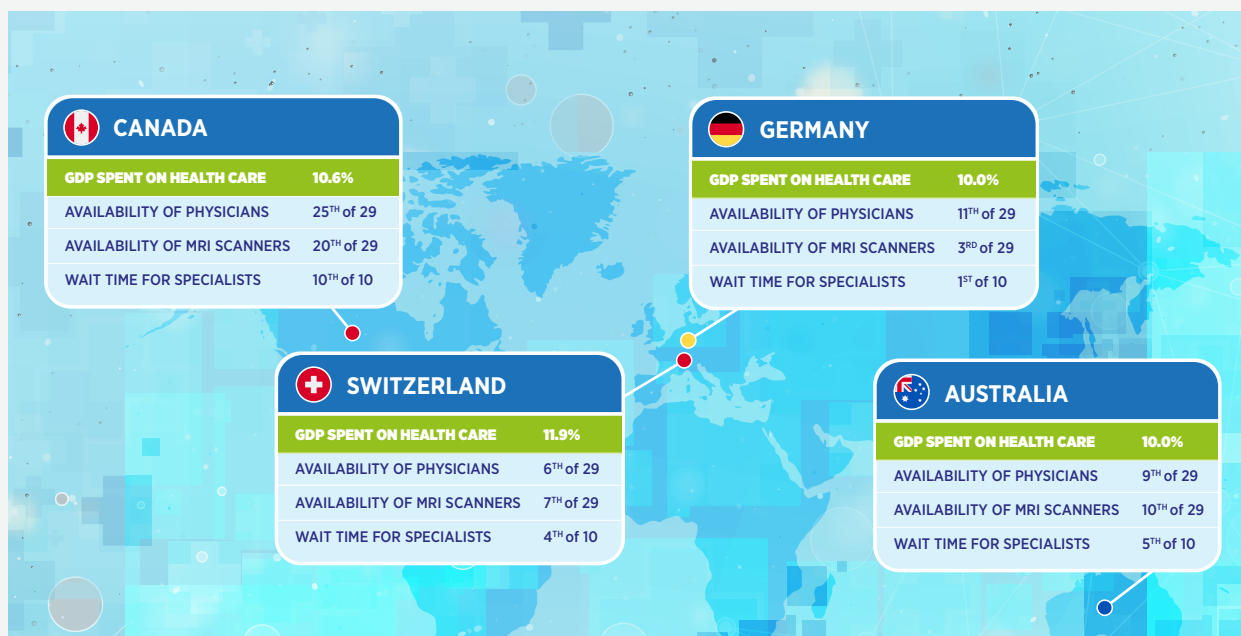 CANADA
GDP SPENT ON HEALTH CARE 10.6%
AVAILABILITY OF PHYSICIANS 25TH of 29
AVAILABILITY OF MRI SCANNERS 20TH of 29
WAIT TIME FOR SPECIALISTS 10TH of 10
GERMANY
GDP SPENT ON HEALTH CARE 10.0%
AVAILABILITY OF PHYSICIANS 11TH of 29
AVAILABILITY OF MRI SCANNERS 3RD of 29
WAIT TIME FOR SPECIALISTS 1ST of 10
SWITZERLAND
GDP SPENT ON HEALTH CARE 11.9%
AVAILABILITY OF PHYSICIANS 6TH of 29
AVAILABILITY OF MRI SCANNERS 7TH of 29
WAIT TIME FOR SPECIALISTS 4TH of 10
AUSTRALIA
GDP SPENT ON HEALTH CARE 10.0%
AVAILABILITY OF PHYSICIANS 9TH of 29
AVAILABILITY OF MRI SCANNERS 10TH of 29
WAIT TIME FOR SPECIALISTS 5TH of 10